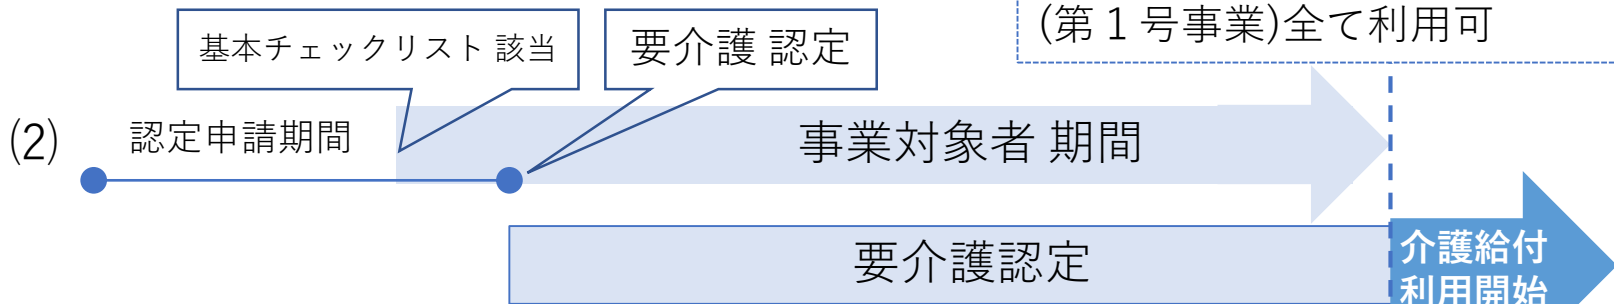 (第１号事業)全て利用可
基本チェックリスト 該当
要介護 認定
(2)
認定申請期間
事業対象者 期間
要介護認定
介護給付
利用開始